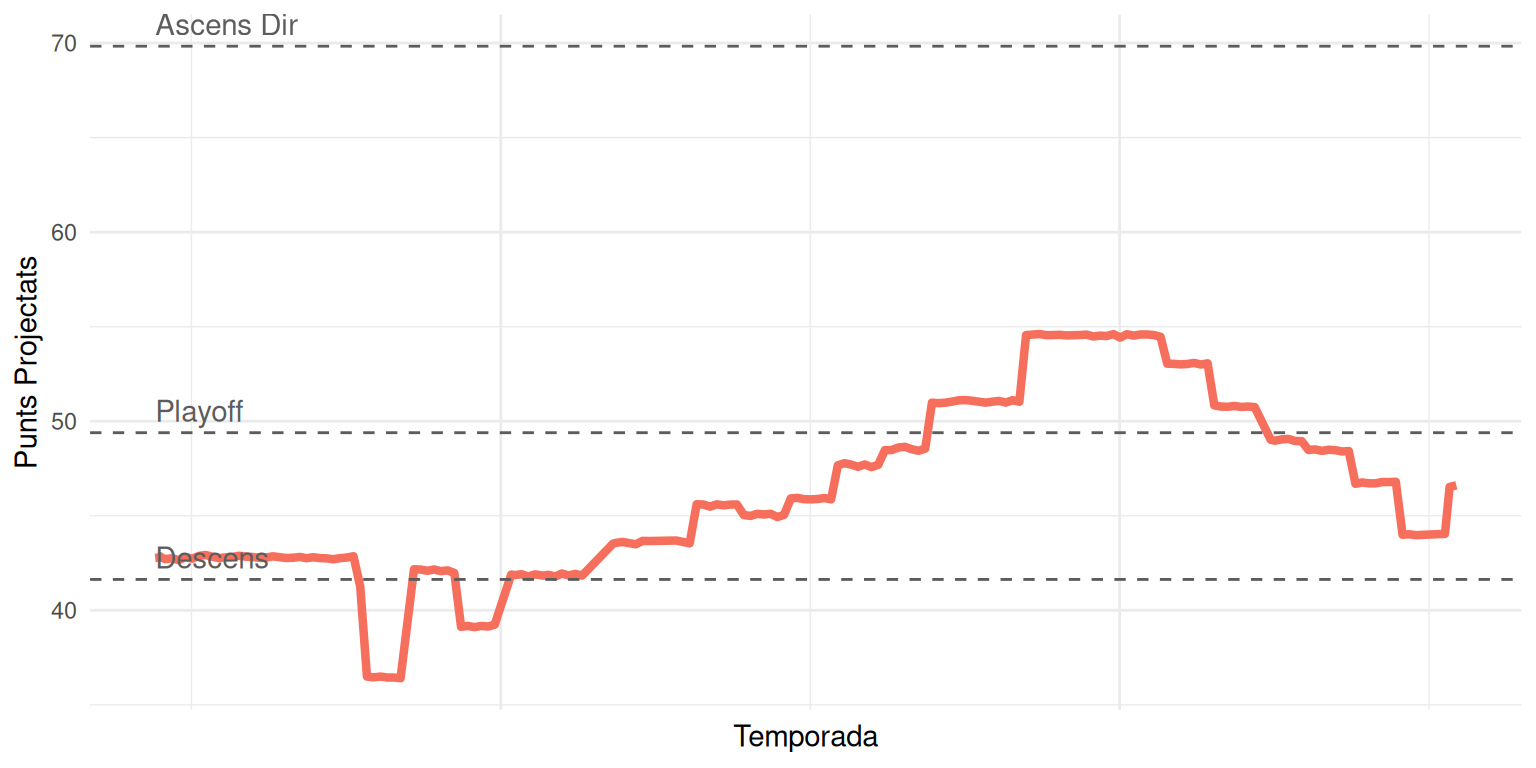 Ascens Dir
70
60
Punts Projectats
Playoff
50
Descens
40
Temporada